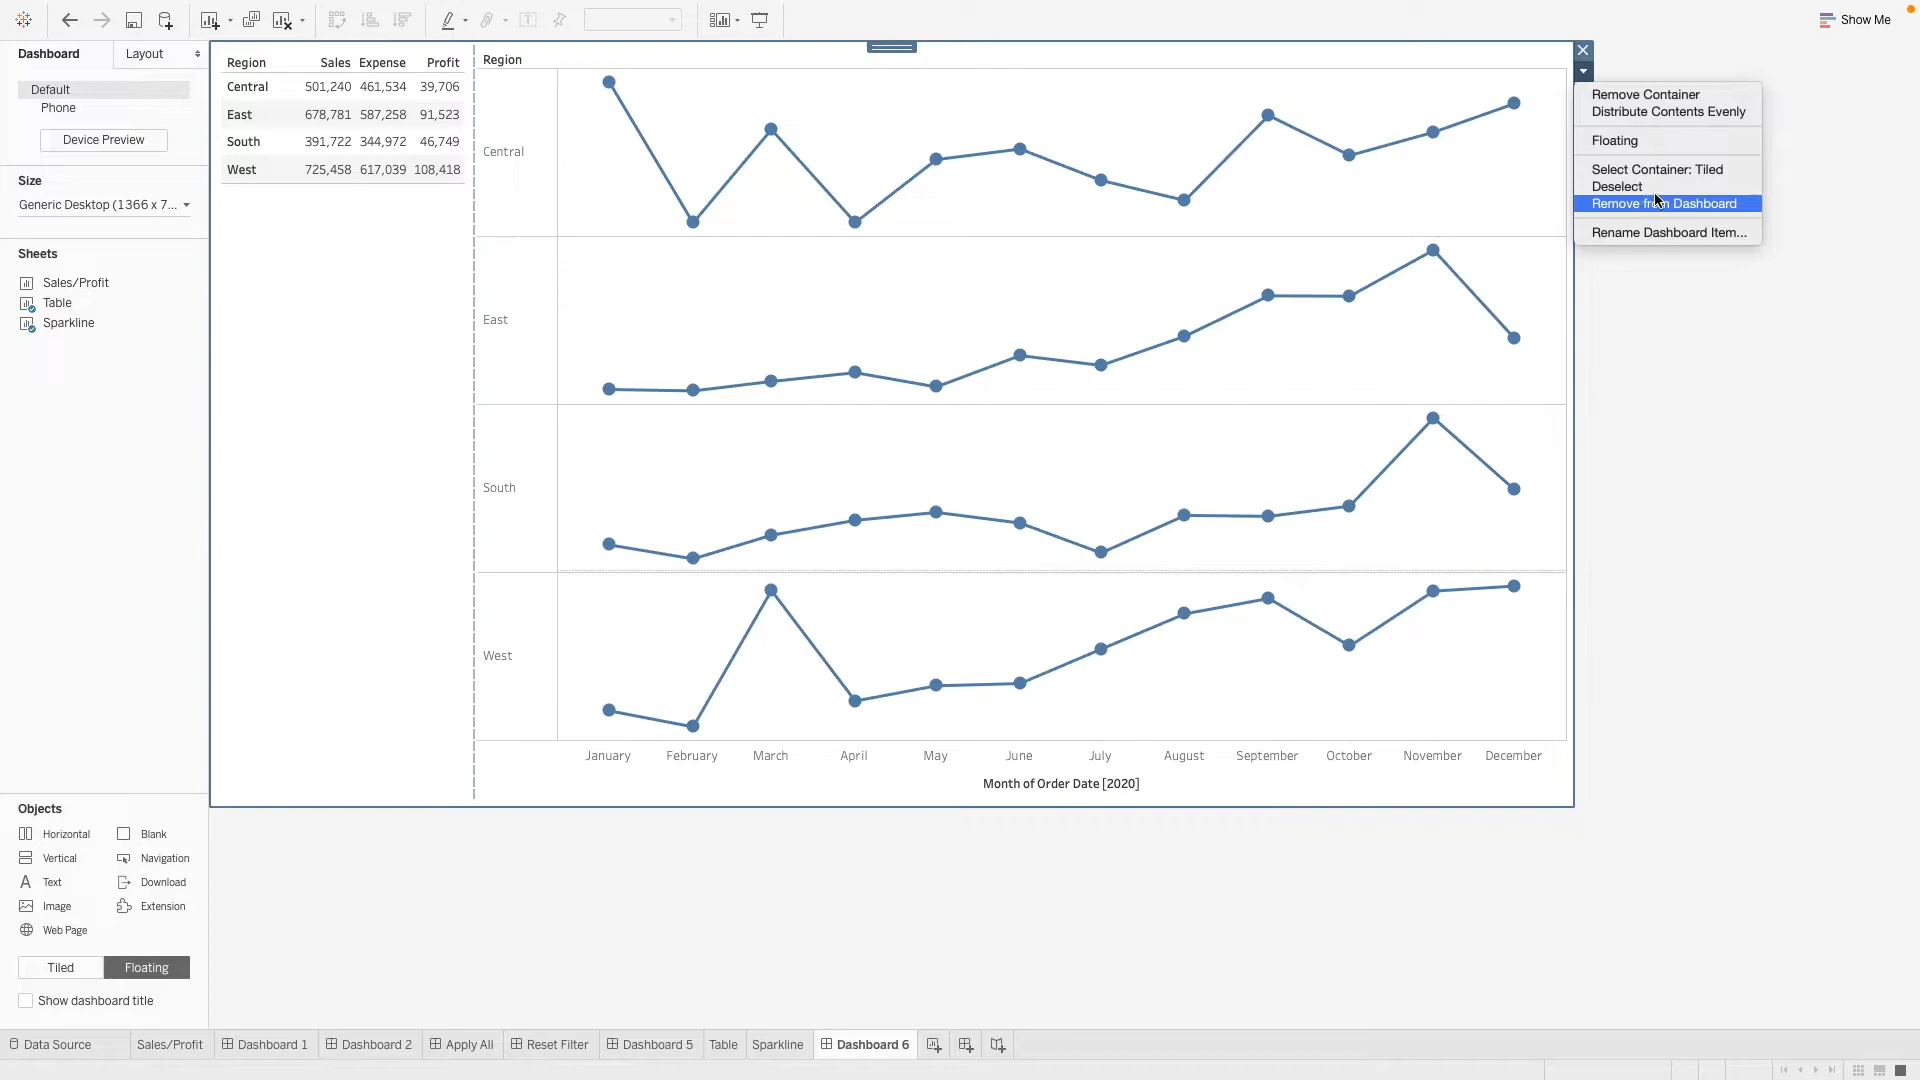 Show Me
Dashboard
Layout
Default
Phone
Device Preview
Size
Generic Desktop (1366 x 7...
Sheets
Sales/Profit
Table
Sparkline
Objects
Horizontal
Blank
Vertical
Navigation
Text
Download
Image
Extension
Web Page
Tiled
Floating
Show dashboard title
Region Sales Expense Profit
Central 501,240 461,534 39,706
East 678,781 587,258 91,523
South 391,722 344,972 46,749
West 725,458 617,039 108,418
Region
Central
East
South
West
January February March April May June July August September October November December
Month of Order Date [2020]
Remove Container
Distribute Contents Evenly
Floating
Select Container: Tiled
Deselect
Remove from Dashboard
Rename Dashboard Item...
Data Source
Sales/Profit
Dashboard 1
Dashboard 2
Apply All
Reset Filter
Dashboard 5
Table
Sparkline
Dashboard 6